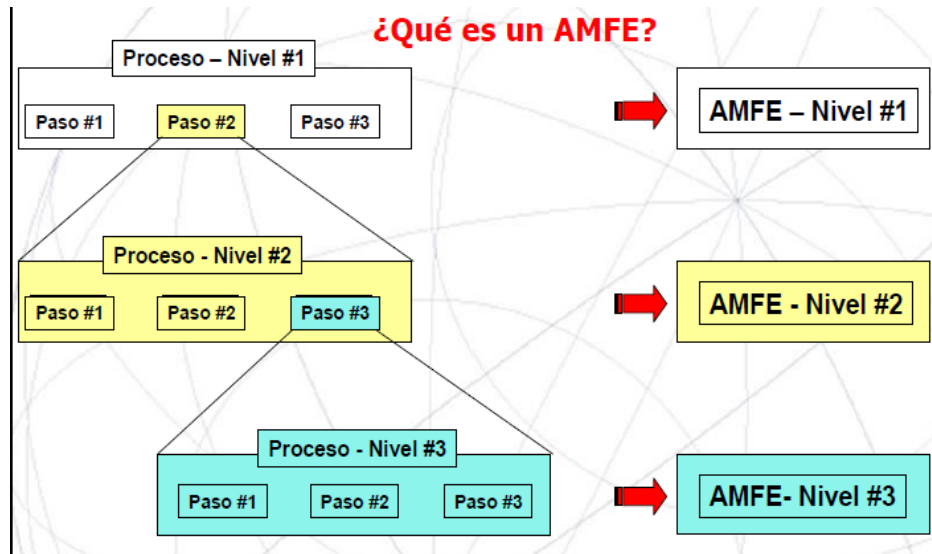 ¿Qué es un AMFE?
Proceso – Nivel #1
Paso #1 Paso #2 Paso #3
AMFE – Nivel #1
Proceso - Nivel #2
Paso #1 Paso #2 Paso #3
AMFE - Nivel #2
Proceso - Nivel #3
Paso #1 Paso #2 Paso #3
AMFE- Nivel #3